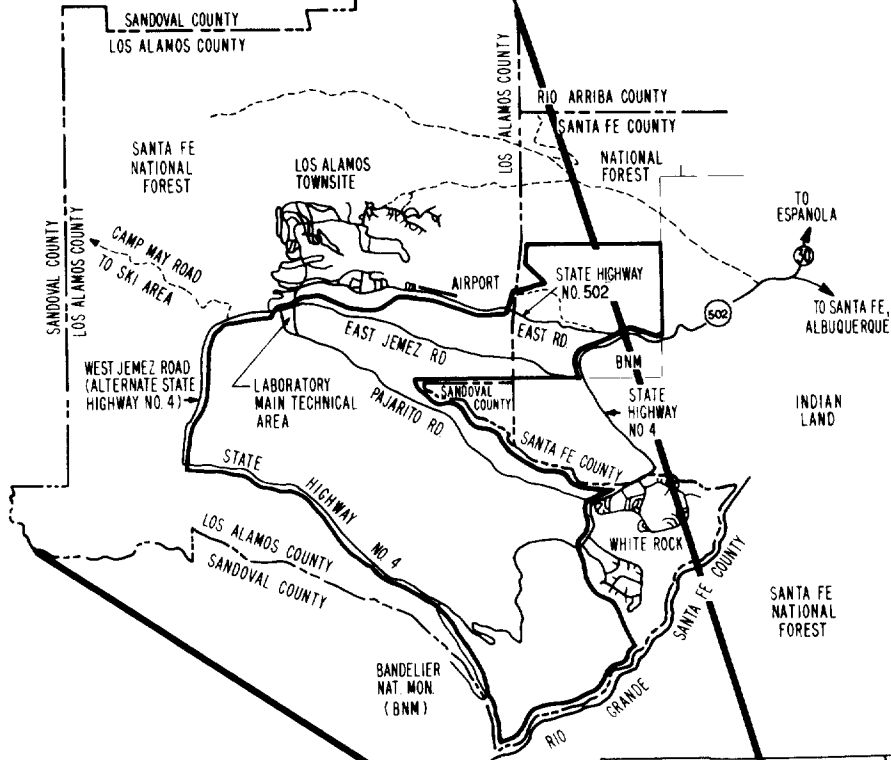 SANDOVAL COUNTY
LOS ALAMOS COUNTY
LOS ALAMOS COUNTY
RIO ARRIBA COUNTY
SANTA FE COUNTY
SANTA FE
NATIONAL
FOREST
LOS ALAMOS
TOWNSITE
NATIONAL
FOREST
TO
ESPANOLA
30
SANDOVAL COUNTY
LOS ALAMOS COUNTY
CAMP MAY ROAD
TO SKI AREA
AIRPORT
STATE HIGHWAY
NO. 502
502
TO SANTA FE,
ALBUQUERQUE
EAST JEMEZ RD
EAST RD.
BNM
WEST JEMEZ ROAD
(ALTERNATE STATE
HIGHWAY NO. 4)
LABORATORY
MAIN TECHNICAL
AREA
PAJARITO RD.
SANDOVAL
COUNTY
STATE
HIGHWAY
NO 4
INDIAN
LAND
SANTA FE COUNTY
STATE HIGHWAY NO. 4
WHITE ROCK
LOS ALAMOS COUNTY
SANDOVAL COUNTY
SANTA FE COUNTY
SANTA FE
NATIONAL
FOREST
BANDELIER
NAT. MON.
(BNM)
RIO GRANDE